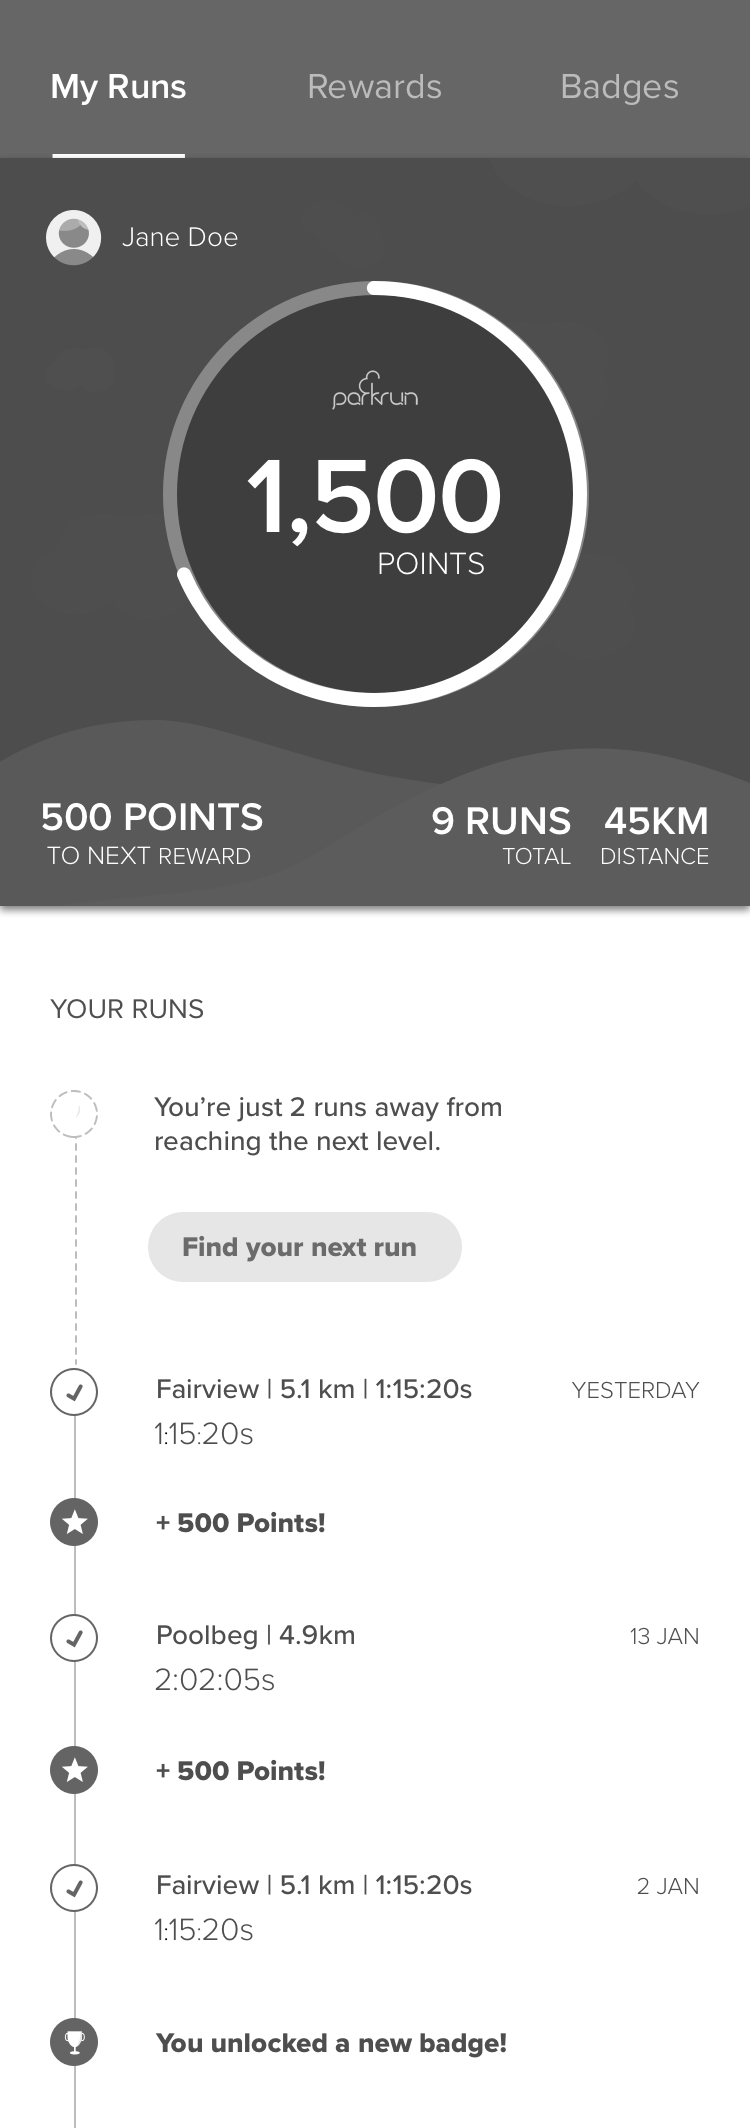 My Runs
Rewards
Badges
Jane Doe
parkrun
1,500
POINTS
500 POINTS
TO NEXT REWARD
9 RUNS
TOTAL
45KM
DISTANCE
YOUR RUNS
You’re just 2 runs away from
reaching the next level.
Find your next run
Fairview | 5.1 km | 1:15:20s
YESTERDAY
1:15:20s
+ 500 Points!
Poolbeg | 4.9km
13 JAN
2:02:05s
+ 500 Points!
Fairview | 5.1 km | 1:15:20s
2 JAN
1:15:20s
You unlocked a new badge!